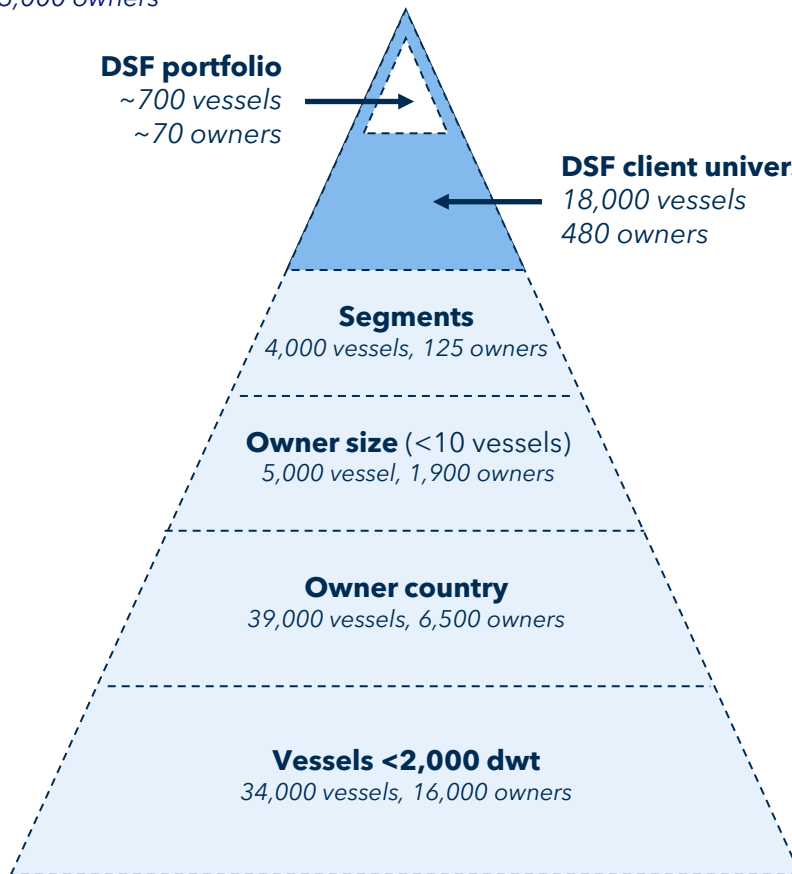 owners
DSF portfolio
~700 vessels
~70 owners
DSF client
18,000 vessels
480 owners
Segments
4,000 vessels, 125 owners
Owner size (<10 vessels)
5,000 vessel, 1,900 owners
Owner country
39,000 vessels, 6,500 owners
Vessels <2,000 dwt
34,000 vessels, 16,000 owners